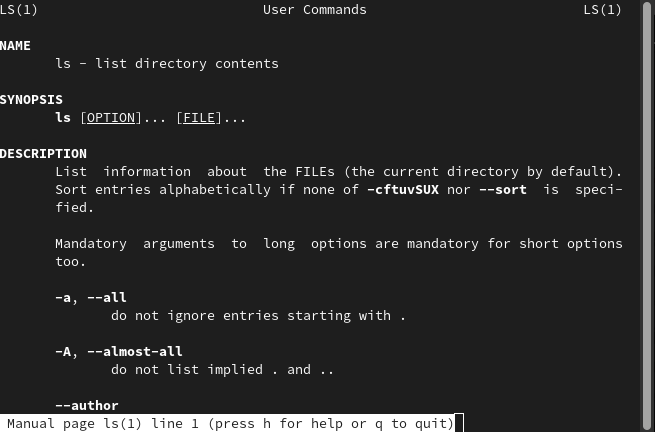 LS(1) User Commands LS(1)
NAME
ls - list directory contents
SYNOPSIS
ls [OPTION]... [FILE]...
DESCRIPTION
List information about the FILEs (the current directory by default).
Sort entries alphabetically if none of -cftuvSUX nor --sort is speci-
fied.
Mandatory arguments to long options are mandatory for short options
too.
-a, --all
do not ignore entries starting with .
-A, --almost-all
do not list implied . and ..
--author
Manual page ls(1) line 1 (press h for help or q to quit)